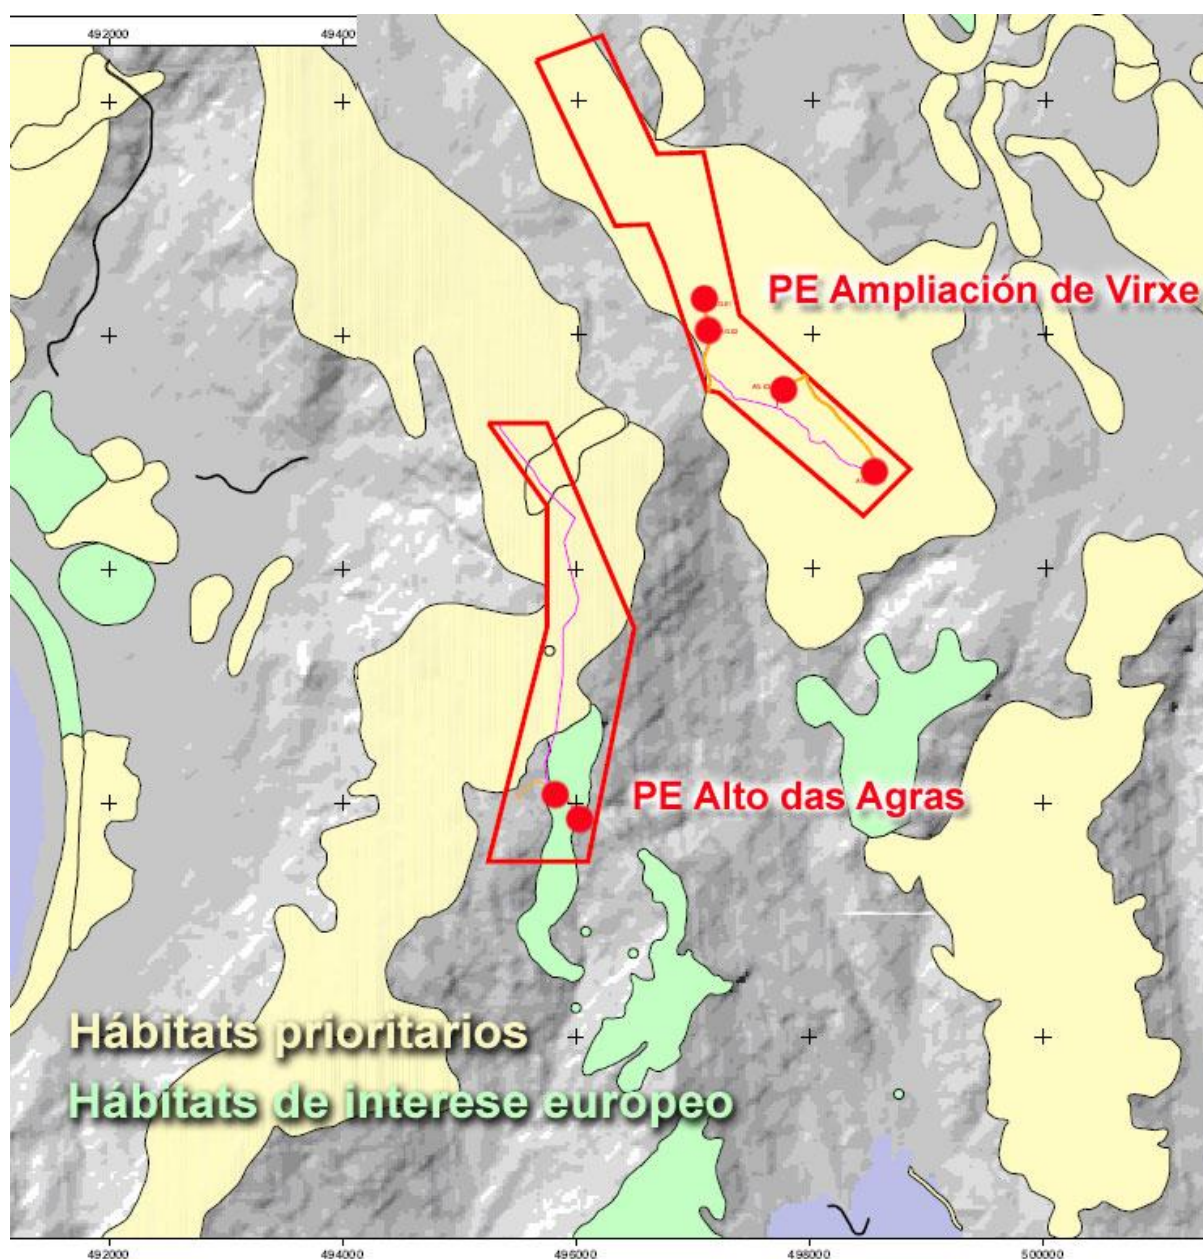 492000
49400
PE Ampliación de Virxe
PE Alto das Agras
Hábitats prioritarios
Hábitats de interese europeo
492000 494000 496000 498000 500000